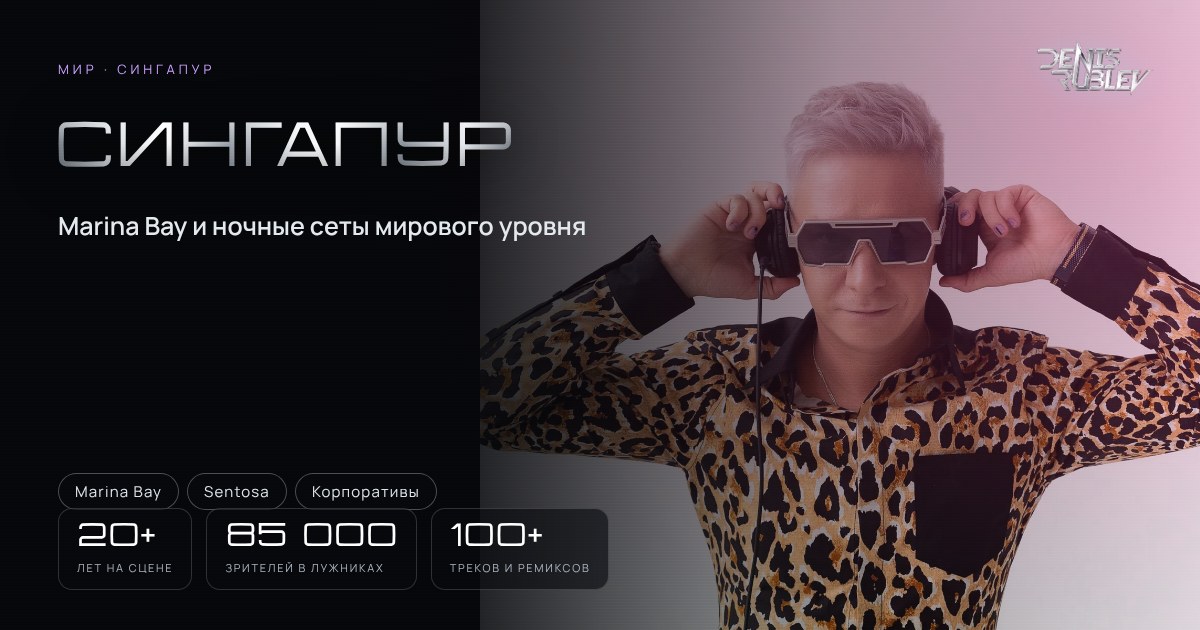 МИР · СИНГАПУР
DENIS
RUBLEV
СИНГАПУР
Marina Bay и ночные сеты мирового уровня
Marina Bay
Sentosa
Корпоративы
20+
ЛЕТ НА СЦЕНЕ
85 000
ЗРИТЕЛЕЙ В ЛУЖНИКАХ
100+
ТРЕКОВ И РЕМИКСОВ